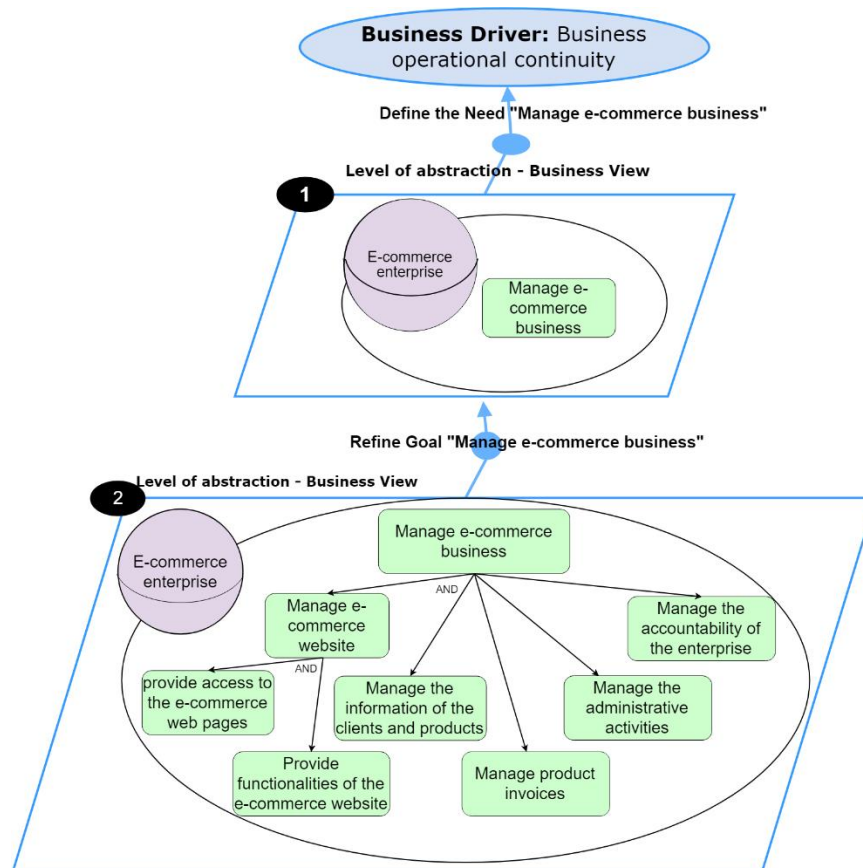 Business Driver: Business
operational continuity
Define the Need "Manage e-commerce business"
Level of abstraction - Business View
1
E-commerce
enterprise
Manage e-
commerce
business
Refine Goal "Manage e-commerce business"
Level of abstraction - Business View
2
E-commerce
enterprise
Manage e-commerce
business
AND
Manage e-
commerce
website
Manage the
accountability of
the enterprise
AND
provide access to
the e-commerce
web pages
Manage the
information of the
clients and products
Manage the
administrative
activities
Provide
functionalities of the
e-commerce website
Manage product
invoices